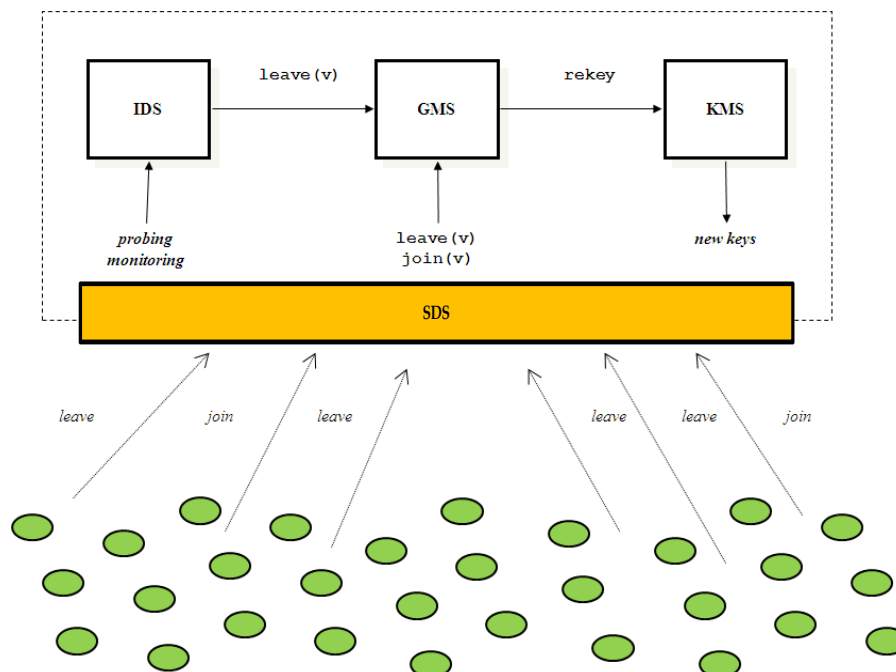 leave(v)
rekey
IDS
GMS
KMS
probing
monitoring
leave(v)
join(v)
new keys
SDS
leave
join
leave
leave
leave
join